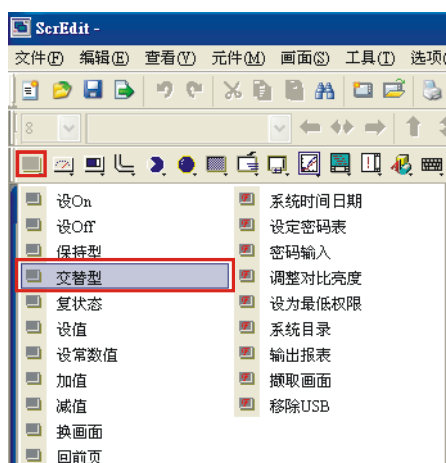 ScrEdit -
文件(F) 编辑(E) 查看(V) 元件(M) 画面(S) 工具(T) 选项(
8
设On 系统时间日期
设Off 设定密码表
保持型 密码输入
交替型 调整对比亮度
复状态 设为最低权限
设值 系统目录
设常数值 输出报表
加值 撷取画面
减值 移除USB
换画面
回前页